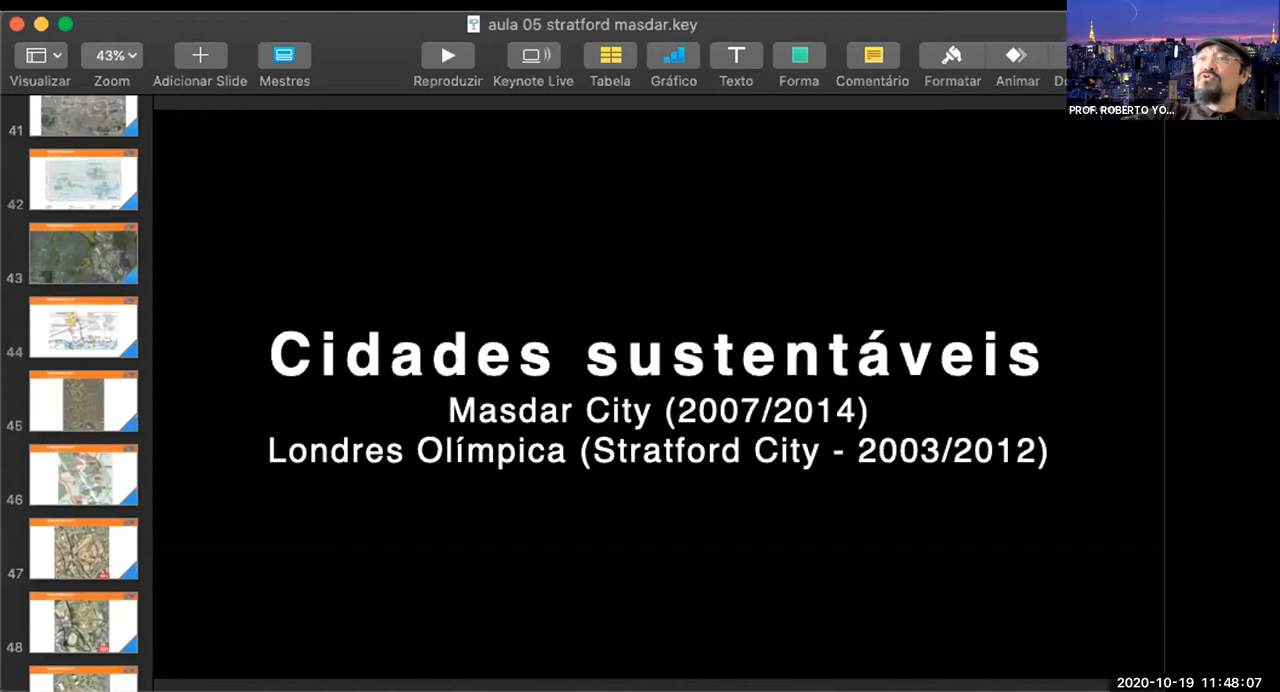 aula 05 stratford masdar.key
43%
Visualizar
Zoom
Adicionar Slide
Mestres
Reproduzir
Keynote Live
Tabela
Gráfico
Texto
Forma
Comentário
Formatar
Animar
PROF. ROBERTO YO...
41
42
43
44
45
46
47
48
Cidades sustentáveis
Masdar City (2007/2014)
Londres Olímpica (Stratford City - 2003/2012)
2020-10-19 11:48:07